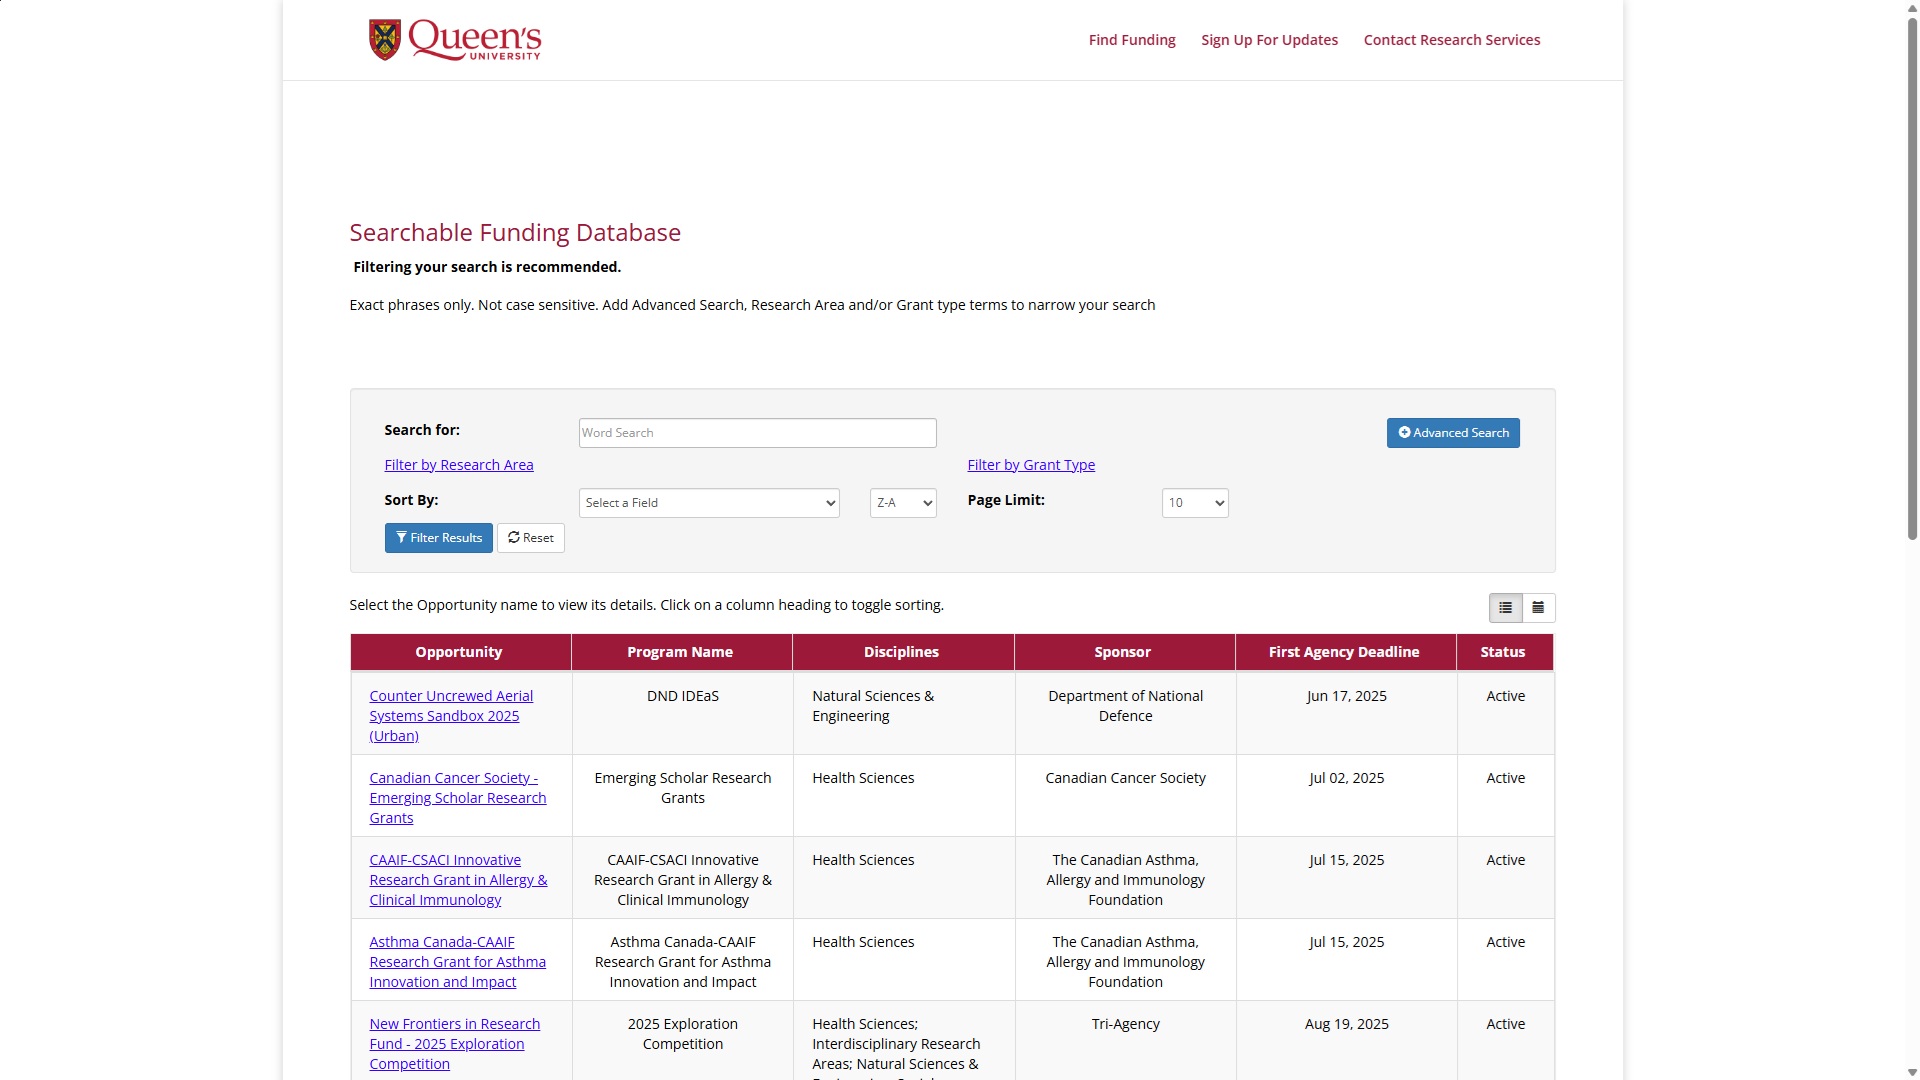 Queen's
UNIVERSITY
Find Funding Sign Up For Updates Contact Research Services
Searchable Funding Database
Filtering your search is recommended.
Exact phrases only. Not case sensitive. Add Advanced Search, Research Area and/or Grant type terms to narrow your search
Search for: Word Search Advanced Search
Filter by Research Area Filter by Grant Type
Sort By: Select a Field Z-A Page Limit: 10
Filter Results Reset
Select the Opportunity name to view its details. Click on a column heading to toggle sorting.
Opportunity Program Name Disciplines Sponsor First Agency Deadline Status
Counter Uncrewed Aerial DND IDEaS Natural Sciences & Department of National Jun 17, 2025 Active
Systems Sandbox 2025 Engineering Defence
(Urban)
Canadian Cancer Society - Emerging Scholar Research Health Sciences Canadian Cancer Society Jul 02, 2025 Active
Emerging Scholar Research Grants
Grants
CAAIF-CSACI Innovative CAAIF-CSACI Innovative Health Sciences The Canadian Asthma, Jul 15, 2025 Active
Research Grant in Allergy & Research Grant in Allergy & Allergy and Immunology
Clinical Immunology Clinical Immunology Foundation
Asthma Canada-CAAIF Asthma Canada-CAAIF Health Sciences The Canadian Asthma, Jul 15, 2025 Active
Research Grant for Asthma Research Grant for Asthma Allergy and Immunology
Innovation and Impact Innovation and Impact Foundation
New Frontiers in Research 2025 Exploration Health Sciences; Tri-Agency Aug 19, 2025 Active
Fund - 2025 Exploration Competition Interdisciplinary Research
Competition Areas; Natural Sciences &